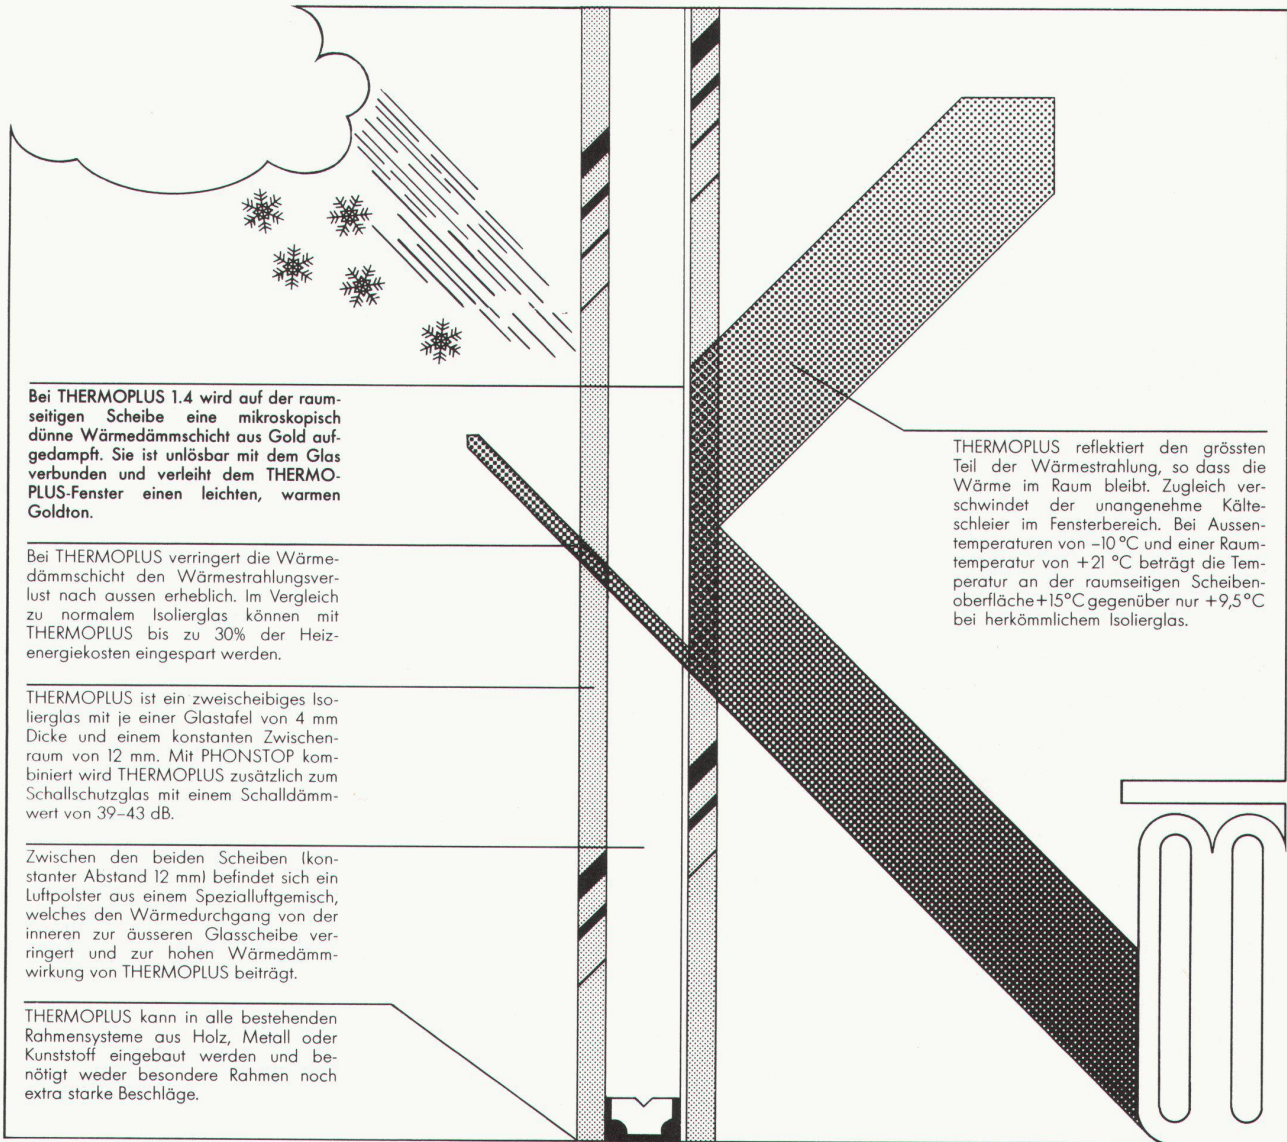 Bei THERMOPLUS 1.4 wird auf der raum-
seitigen Scheibe eine mikroskopisch
dünne Wärmedämmschicht aus Gold auf-
gedampft. Sie ist unlösbar mit dem Glas
verbunden und verleiht dem THERMO-
PLUS-Fenster einen leichten, warmen
Goldton.
Bei THERMOPLUS verringert die Wärme-
dämmschicht den Wärmestrahlungsver-
lust nach aussen erheblich. Im Vergleich
zu normalem Isolierglas können mit
THERMOPLUS bis zu 30% der Heiz-
energiekosten eingespart werden.
THERMOPLUS ist ein zweischeibiges Iso-
lierglas mit je einer Glastafel von 4 mm
Dicke und einem konstanten Zwischen-
raum von 12 mm. Mit PHONSTOP kom-
biniert wird THERMOPLUS zusätzlich zum
Schallschutzglas mit einem Schalldämm-
wert von 39–43 dB.
Zwischen den beiden Scheiben (kon-
stanter Abstand 12 mm) befindet sich ein
Luftpolster aus einem Spezialluftgemisch,
welches den Wärmedurchgang von der
inneren zur äusseren Glasscheibe ver-
ringert und zur hohen Wärmedämm-
wirkung von THERMOPLUS beiträgt.
THERMOPLUS kann in alle bestehenden
Rahmensysteme aus Holz, Metall oder
Kunststoff eingebaut werden und be-
nötigt weder besondere Rahmen noch
extra starke Beschläge.
THERMOPLUS reflektiert den grössten
Teil der Wärmestrahlung, so dass die
Wärme im Raum bleibt. Zugleich ver-
schwindet der unangenehme Kälte-
schleier im Fensterbereich. Bei Aussen-
temperaturen von –10 °C und einer Raum-
temperatur von +21 °C beträgt die Tem-
peratur an der raumseitigen Scheiben-
oberfläche +15°C gegenüber nur +9,5°C
bei herkömmlichem Isolierglas.